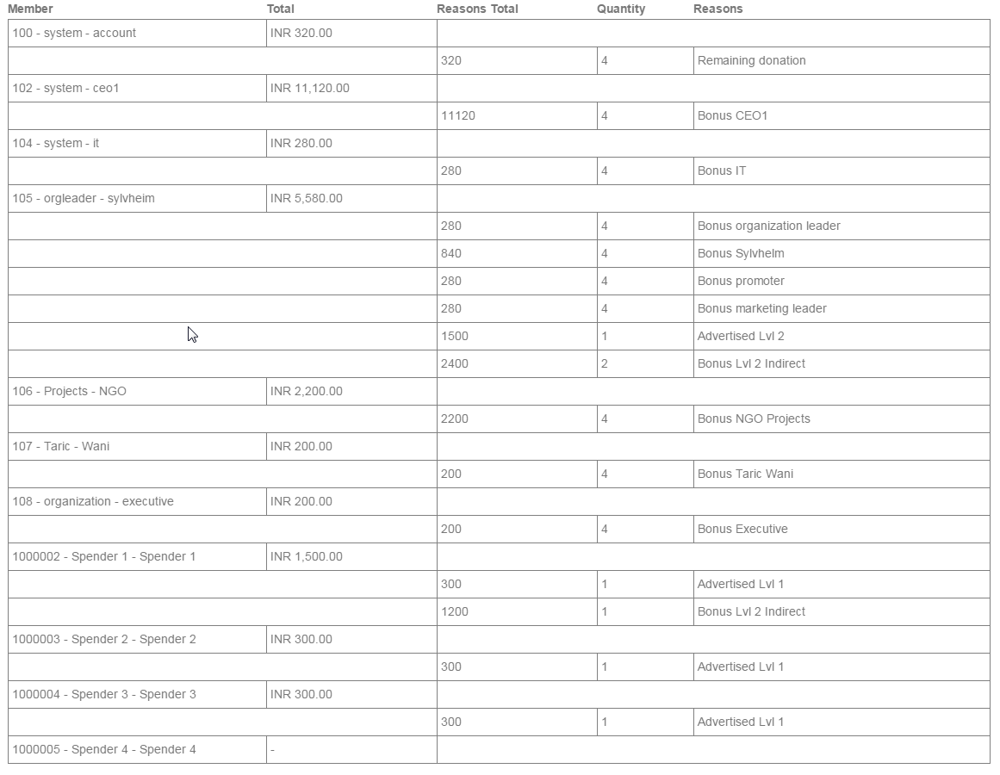 Member Total Reasons Total Quantity Reasons
100 - system - account INR 320.00
320 4 Remaining donation
102 - system - ceo1 INR 11,120.00
11120 4 Bonus CEO1
104 - system - it INR 280.00
280 4 Bonus IT
105 - orgleader - sylvheim INR 5,580.00
280 4 Bonus organization leader
840 4 Bonus Sylvhelm
280 4 Bonus promoter
280 4 Bonus marketing leader
1500 1 Advertised Lvl 2
2400 2 Bonus Lvl 2 Indirect
106 - Projects - NGO INR 2,200.00
2200 4 Bonus NGO Projects
107 - Taric - Wani INR 200.00
200 4 Bonus Taric Wani
108 - organization - executive INR 200.00
200 4 Bonus Executive
1000002 - Spender 1 - Spender 1 INR 1,500.00
300 1 Advertised Lvl 1
1200 1 Bonus Lvl 2 Indirect
1000003 - Spender 2 - Spender 2 INR 300.00
300 1 Advertised Lvl 1
1000004 - Spender 3 - Spender 3 INR 300.00
300 1 Advertised Lvl 1
1000005 - Spender 4 - Spender 4 -